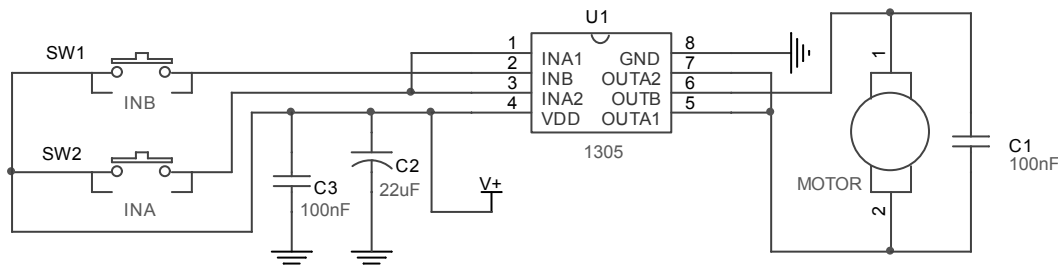 U1
SW1
1 INA1 GND 8
2 INB OUTA2 7
3 INA2 OUTB 6
4 VDD OUTA1 5
INB
1305
SW2
INA
C3
100nF
C2
22uF
V+
1
MOTOR
2
C1
100nF